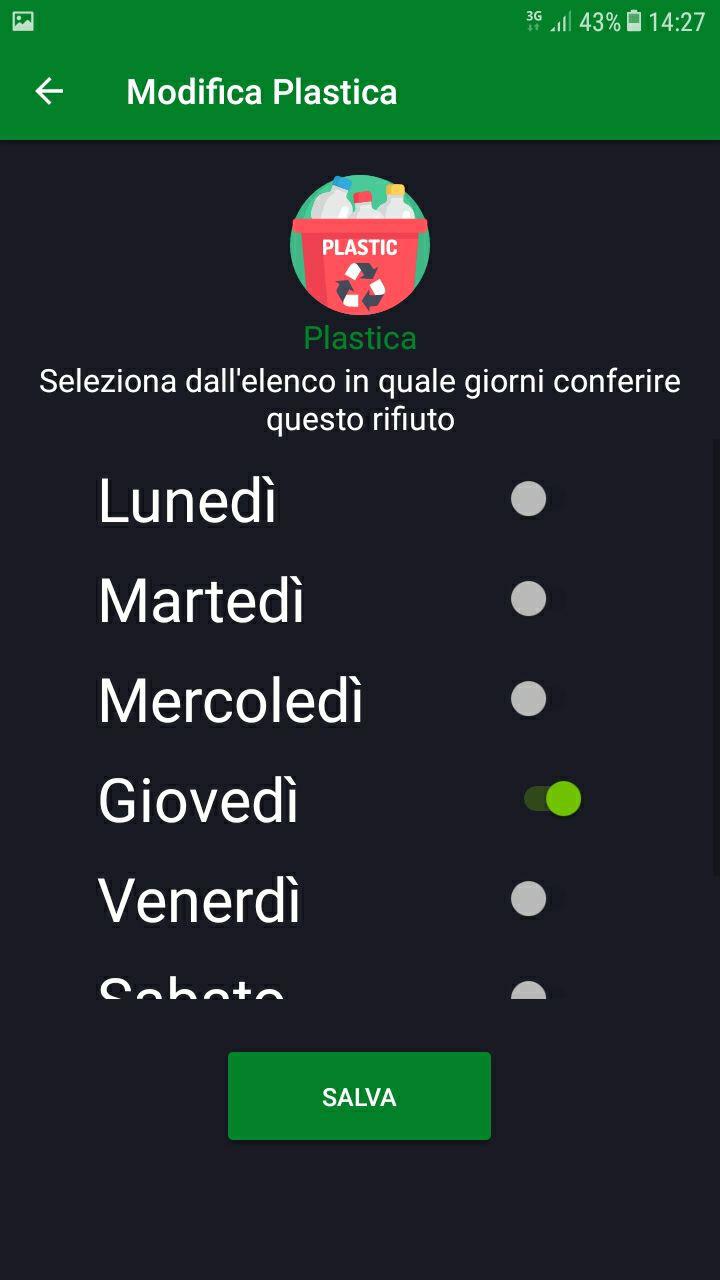 3G 43% 14:27
Modifica Plastica
PLASTIC
Plastica
Seleziona dall'elenco in quale giorni conferire
questo rifiuto
Lunedì
Martedì
Mercoledì
Giovedì
Venerdì
Sabato
SALVA